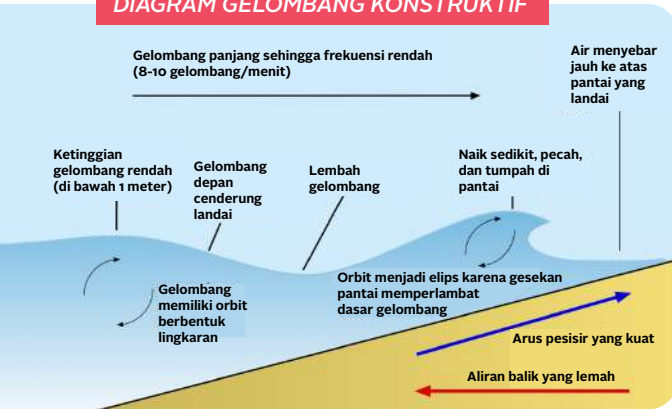 DIAGRAM GELOMBANG KONSTRUKTIF
Gelombang panjang sehingga frekuensi rendah
(8-10 gelombang/menit)
Air menyebar
jauh ke atas
pantai yang
landai
Ketinggian
gelombang rendah
(di bawah 1 meter)
Gelombang
depan
cenderung
landai
Lembah
gelombang
Naik sedikit, pecah,
dan tumpah di
pantai
Gelombang
memiliki orbit
berbentuk
lingkaran
Orbit menjadi elips karena gesekan
pantai memperlambat
dasar gelombang
Arus pesisir yang kuat
Aliran balik yang lemah